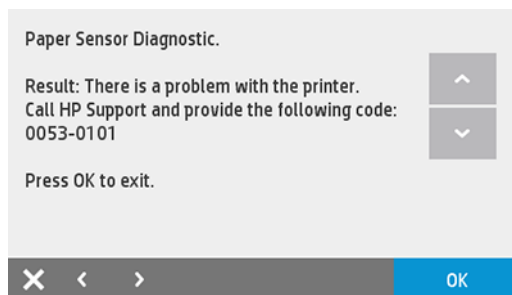 Paper Sensor Diagnostic.
Result: There is a problem with the printer.
Call HP Support and provide the following code:
0053-0101
Press OK to exit.
OK